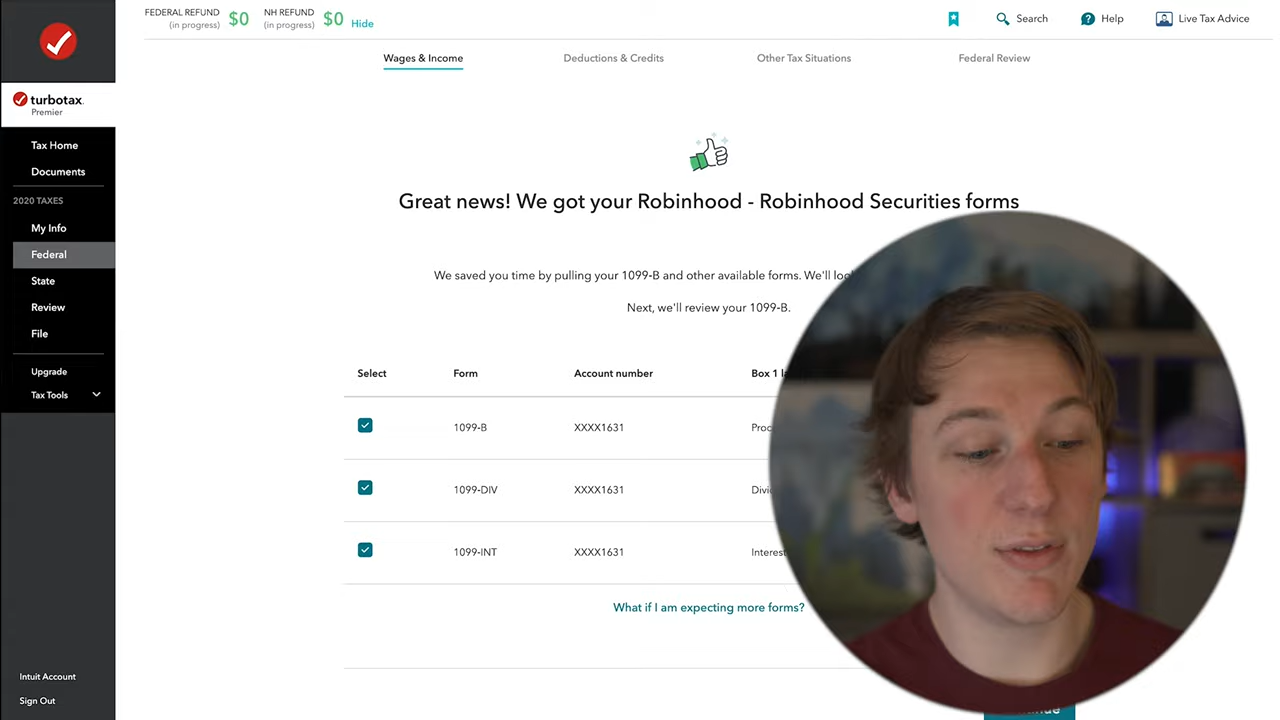 FEDERAL REFUND
(in progress)
$0
NH REFUND
(in progress)
$0
Hide
Search
Help
Live Tax Advice
Wages & Income
Deductions & Credits
Other Tax Situations
Federal Review
turbotax
Premier
Tax Home
Documents
2020 TAXES
My Info
Federal
State
Review
File
Upgrade
Tax Tools
Intuit Account
Sign Out
Great news! We got your Robinhood - Robinhood Securities forms
We saved you time by pulling your 1099-B and other available forms. We'll
Next, we'll review your 1099-B.
Select Form Account number Box 1
1099-B XXXX1631
1099-DIV XXXX1631
1099-INT XXXX1631 Interest
What if I am expecting more forms?